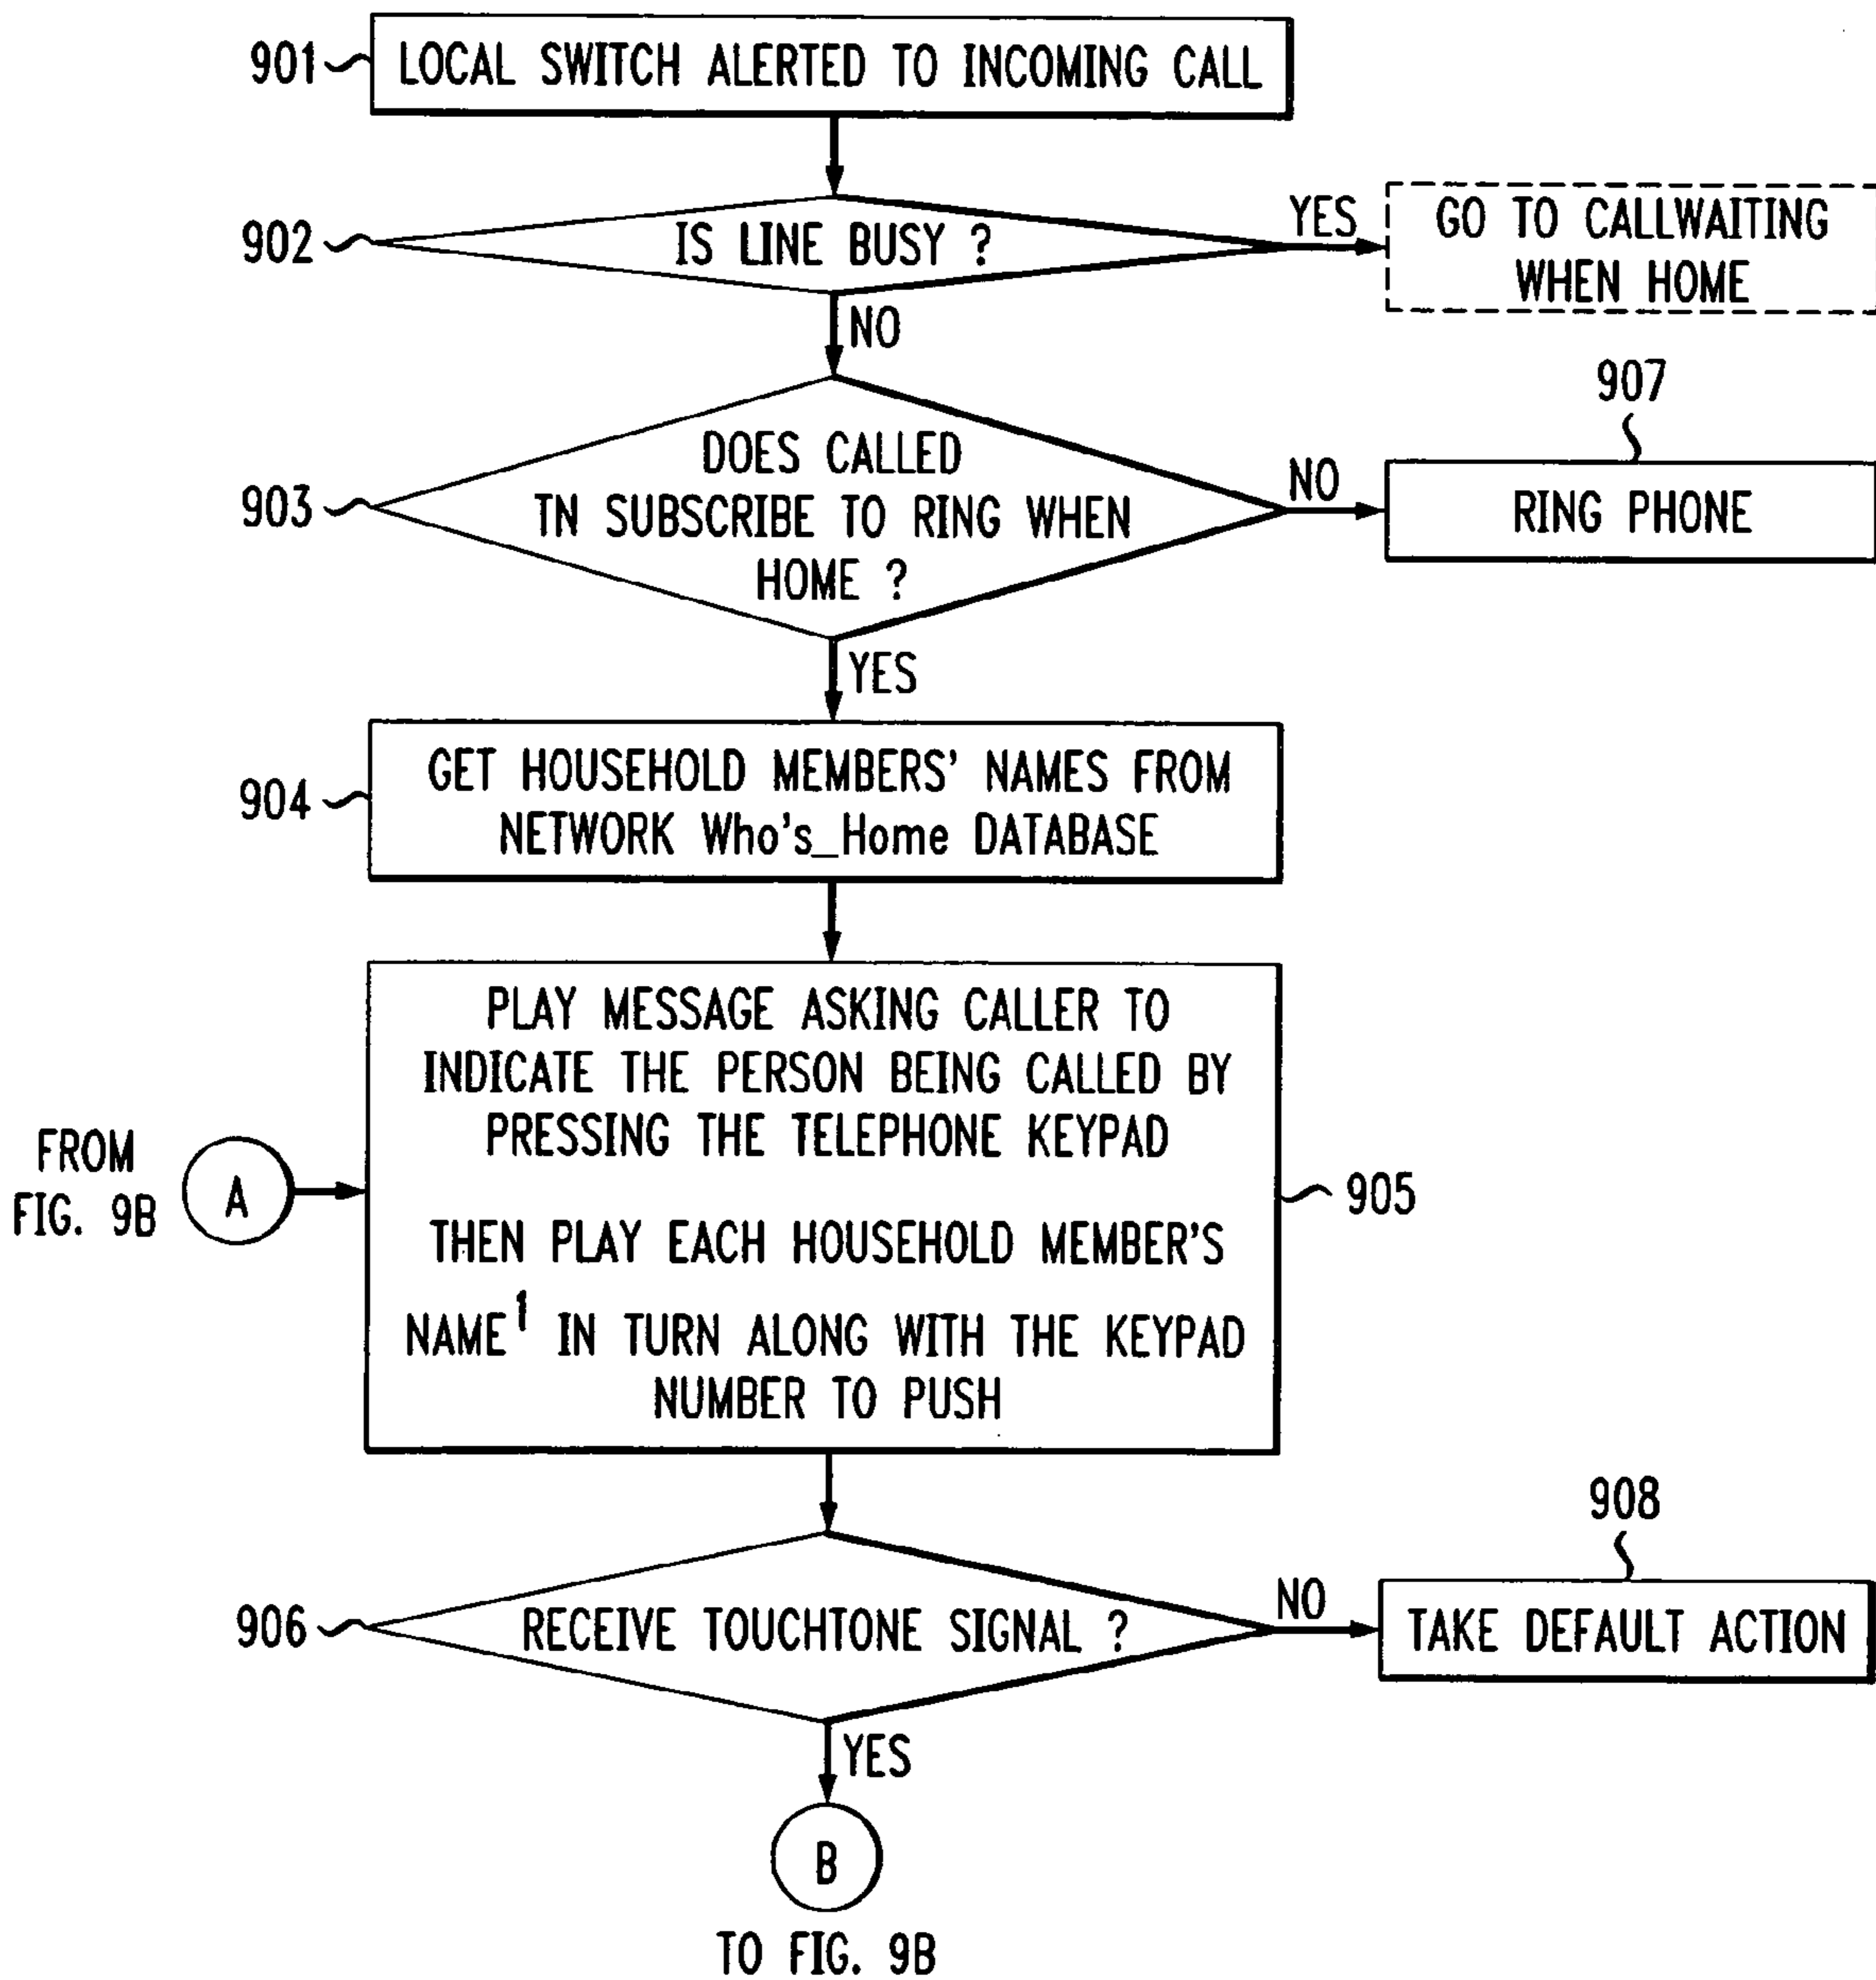 901
LOCAL SWITCH ALERTED TO INCOMING CALL
902
IS LINE BUSY ?
YES
GO TO CALLWAITING
WHEN HOME
NO
903
DOES CALLED
TN SUBSCRIBE TO RING WHEN
HOME ?
NO
907
RING PHONE
YES
904
GET HOUSEHOLD MEMBERS' NAMES FROM
NETWORK Who's_Home DATABASE
FROM
FIG. 9B
A
PLAY MESSAGE ASKING CALLER TO
INDICATE THE PERSON BEING CALLED BY
PRESSING THE TELEPHONE KEYPAD
THEN PLAY EACH HOUSEHOLD MEMBER'S
NAME¹ IN TURN ALONG WITH THE KEYPAD
NUMBER TO PUSH
905
906
RECEIVE TOUCHTONE SIGNAL ?
NO
908
TAKE DEFAULT ACTION
YES
B
TO FIG. 9B